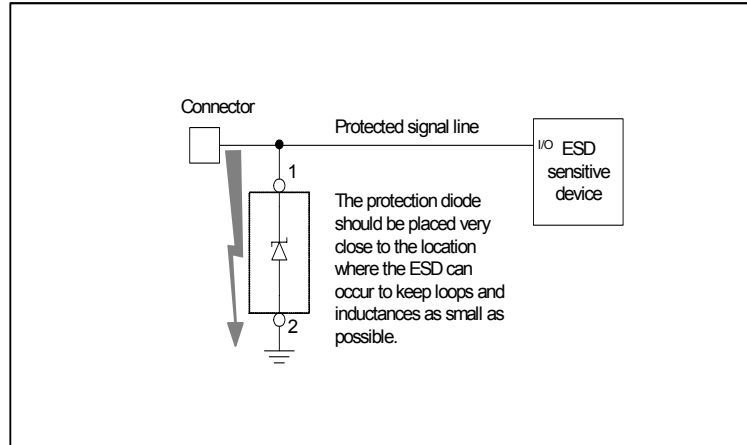 Connector
Protected signal line
I/O ESD
sensitive
device
1
The protection diode
should be placed very
close to the location
where the ESD can
occur to keep loops and
inductances as small as
possible.
2